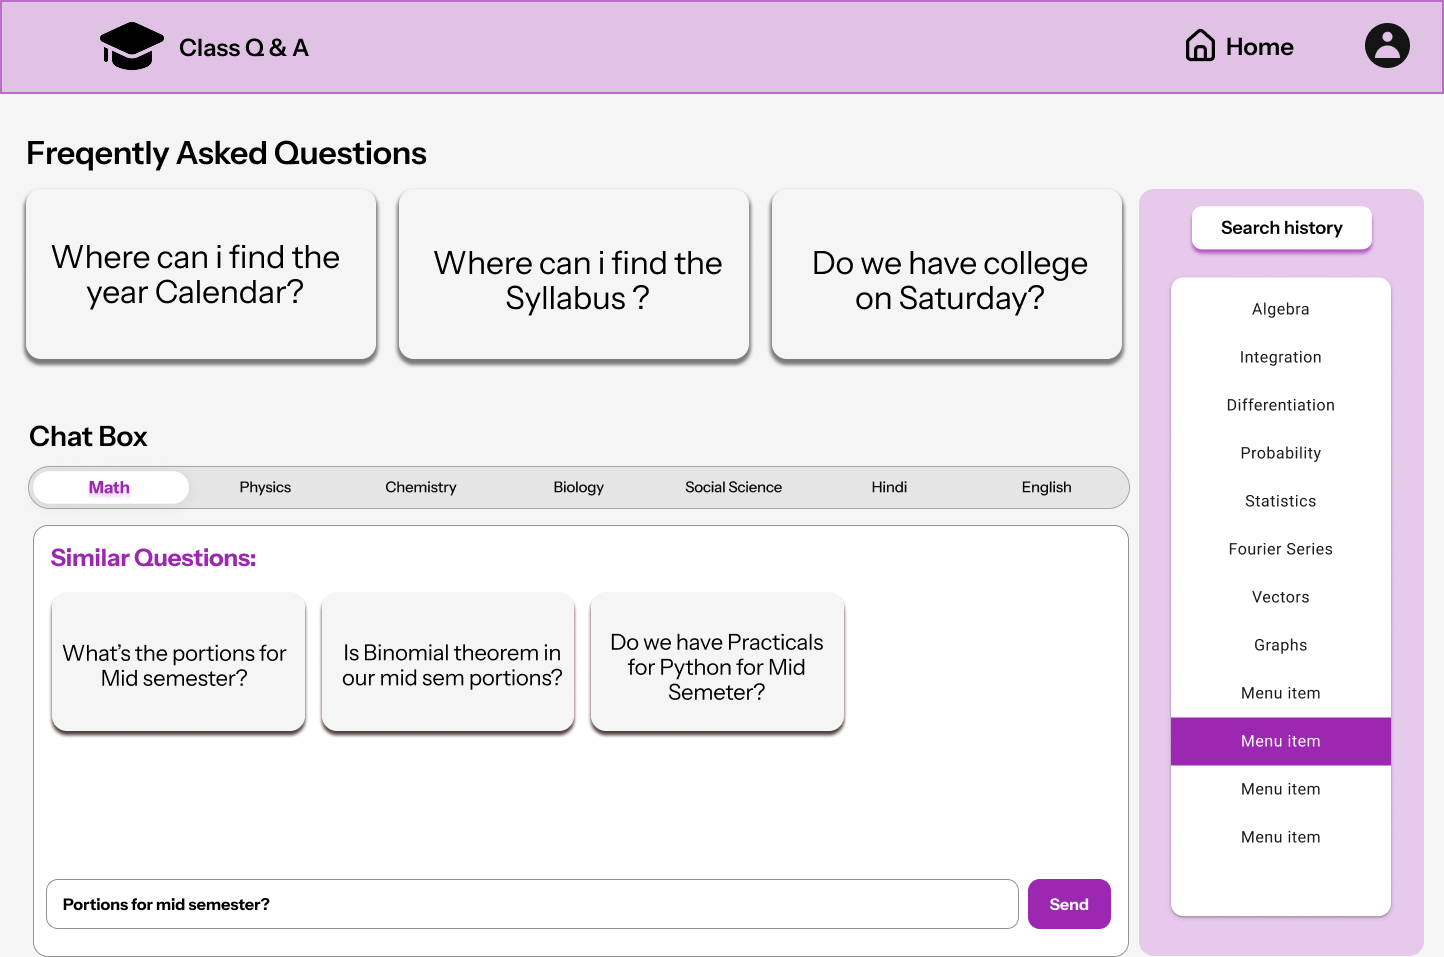 Class Q & A
Home
Freqently Asked Questions
Where can i find the
year Calendar?
Where can i find the
Syllabus ?
Do we have college
on Saturday?
Search history
Algebra
Integration
Differentiation
Probability
Statistics
Fourier Series
Vectors
Graphs
Menu item
Menu item
Menu item
Menu item
Chat Box
Math
Physics
Chemistry
Biology
Social Science
Hindi
English
Similar Questions:
What's the portions for
Mid semester?
Is Binomial theorem in
our mid sem portions?
Do we have Practicals
for Python for Mid
Semeter?
Portions for mid semester?
Send